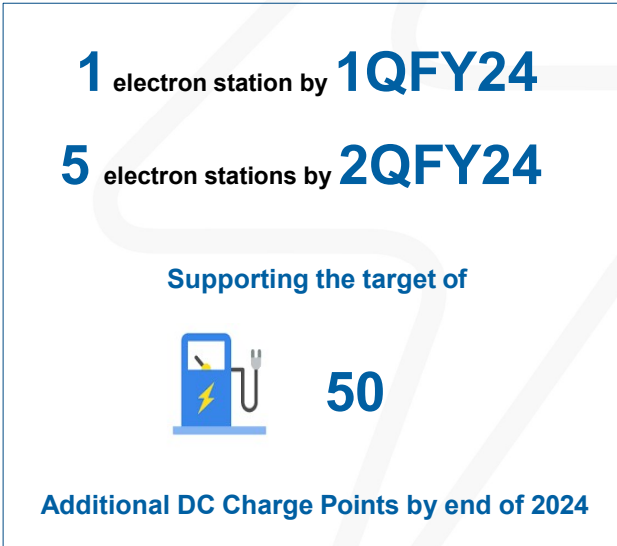 1 electron station by 1QFY24
5 electron stations by 2QFY24
Supporting the target of
50
Additional DC Charge Points by end of 2024